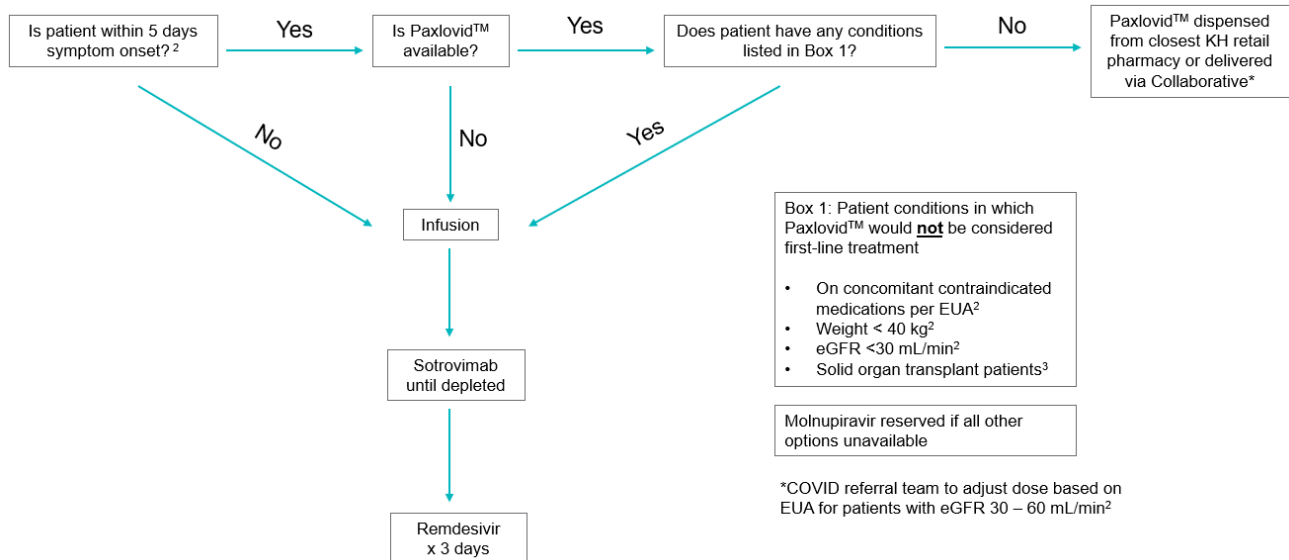 Is patient within 5 days
symptom onset? 2
Yes
Is Paxlovid™
available?
Yes
Does patient have any conditions
listed in Box 1?
No
Paxlovid™ dispensed
from closest KH retail
pharmacy or delivered
via Collaborative*
No
No
Yes
Infusion
Sotrovimab
until depleted
Remdesivir
x 3 days
Box 1: Patient conditions in which
Paxlovid™ would not be considered
first-line treatment
• On concomitant contraindicated
medications per EUA²
• Weight < 40 kg²
• eGFR <30 mL/min²
• Solid organ transplant patients³
Molnupiravir reserved if all other
options unavailable
*COVID referral team to adjust dose based on
EUA for patients with eGFR 30 – 60 mL/min²